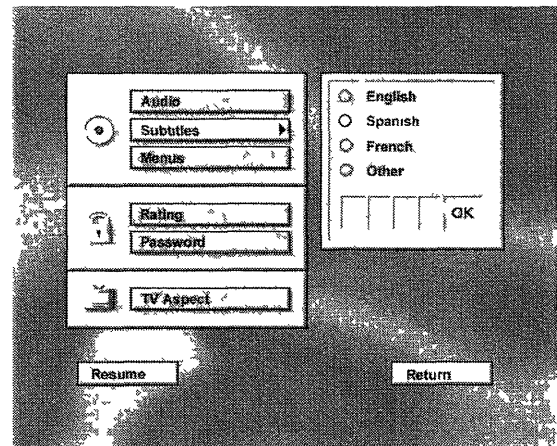 Audio
Subtitles
Menus
Rating
Password
TV Aspect
English
Spanish
French
Other
OK
Resume
Return